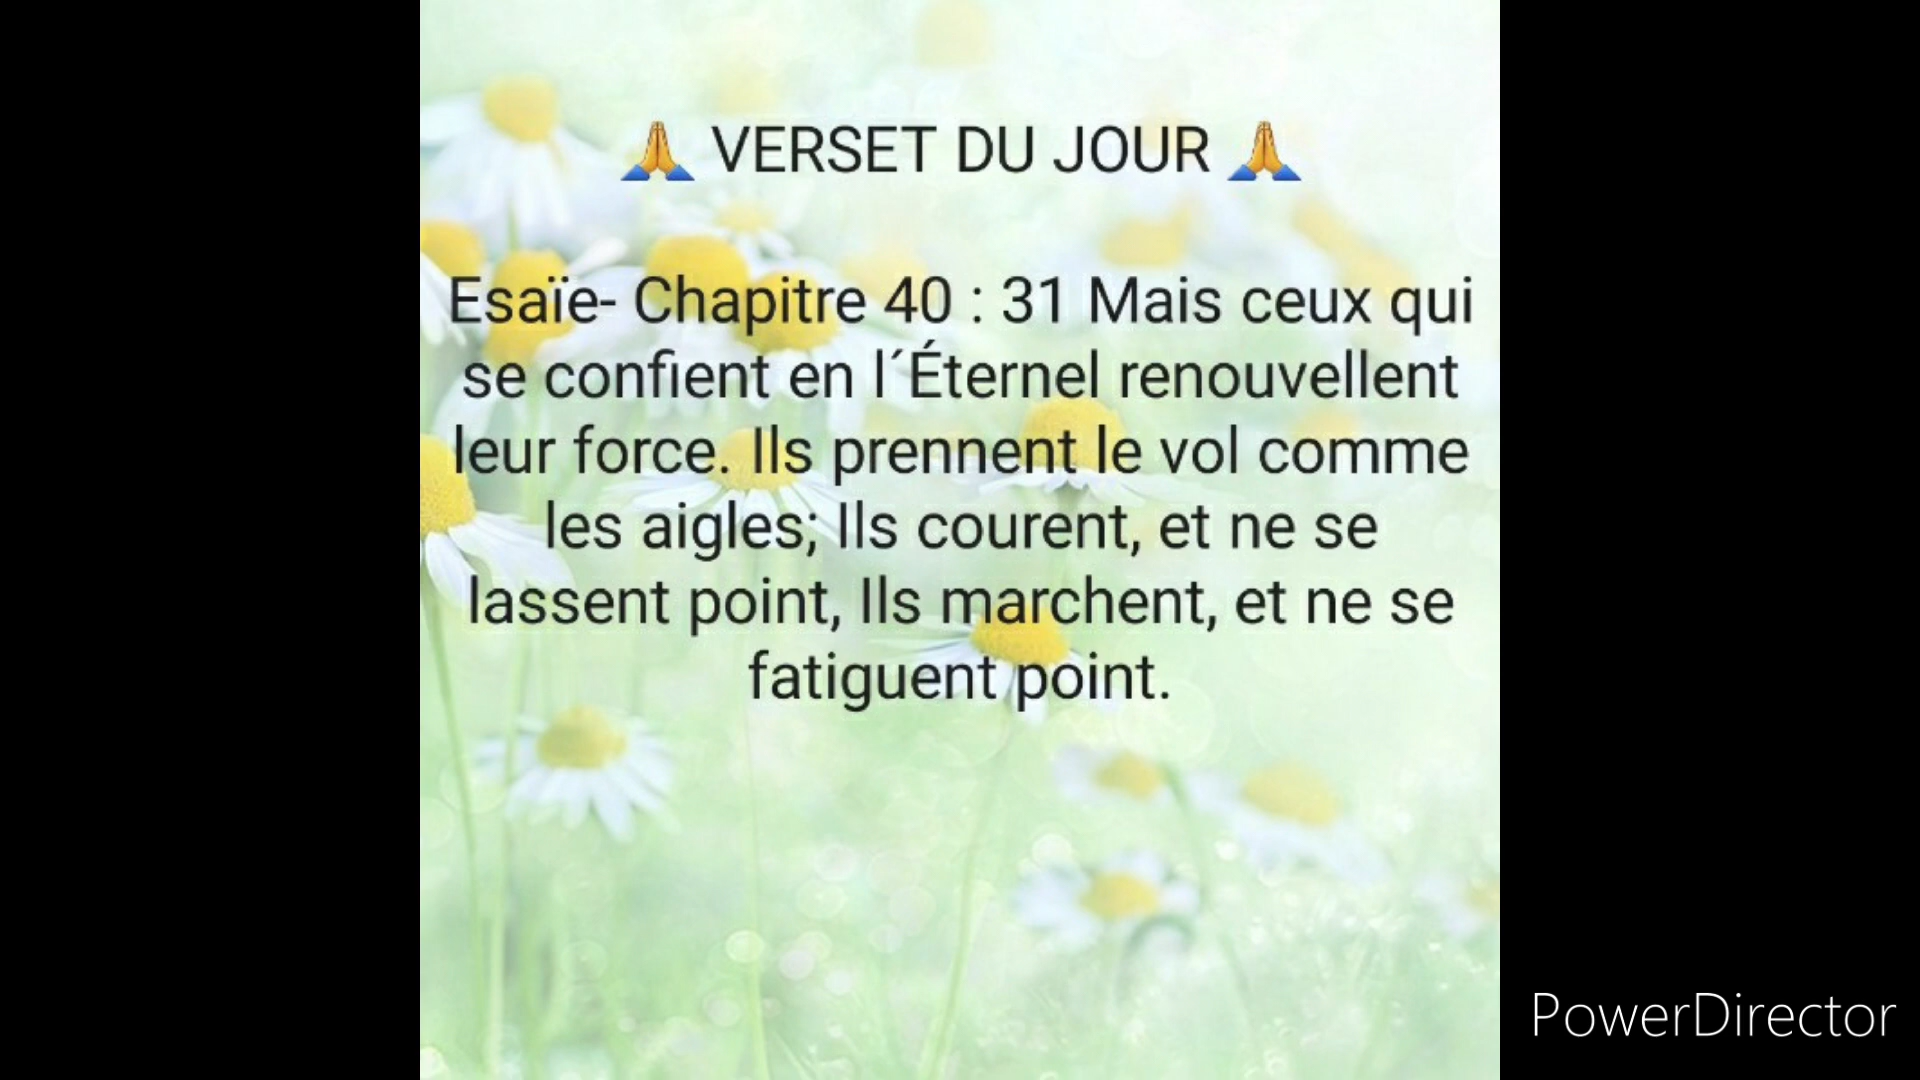 🙏 VERSET DU JOUR 🙏
Esaïe- Chapitre 40 : 31 Mais ceux qui
se confient en l´Éternel renouvellent
leur force. Ils prennent le vol comme
les aigles; Ils courent, et ne se
lassent point, Ils marchent, et ne se
fatiguent point.
PowerDirector